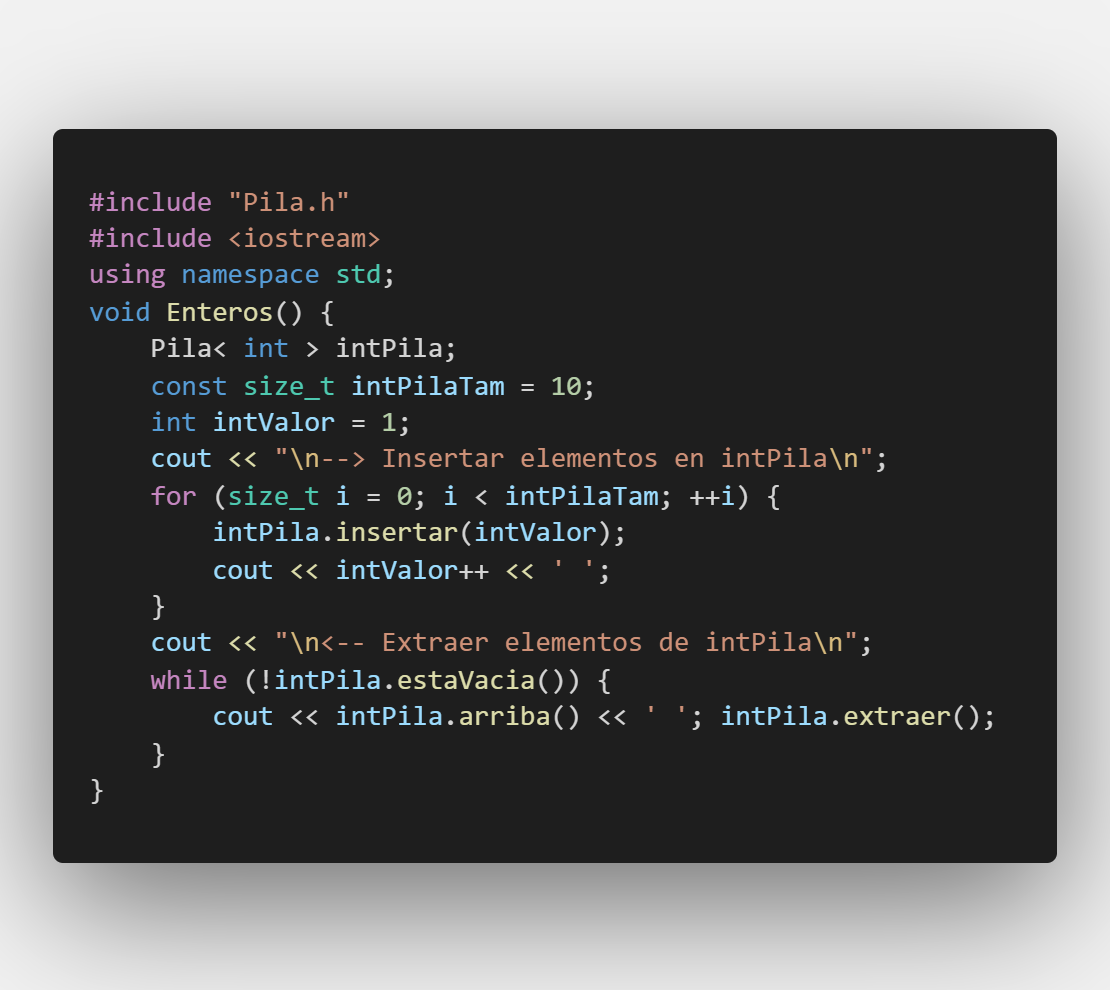 #include "Pila.h"
#include <iostream>
using namespace std;
void Enteros() {
    Pila< int > intPila;
    const size_t intPilaTam = 10;
    int intValor = 1;
    cout << "\n--> Insertar elementos en intPila\n";
    for (size_t i = 0; i < intPilaTam; ++i) {
        intPila.insertar(intValor);
        cout << intValor++ << ' ';
    }
    cout << "\n<-- Extraer elementos de intPila\n";
    while (!intPila.estaVacia()) {
        cout << intPila.arriba() << ' '; intPila.extraer();
    }
}